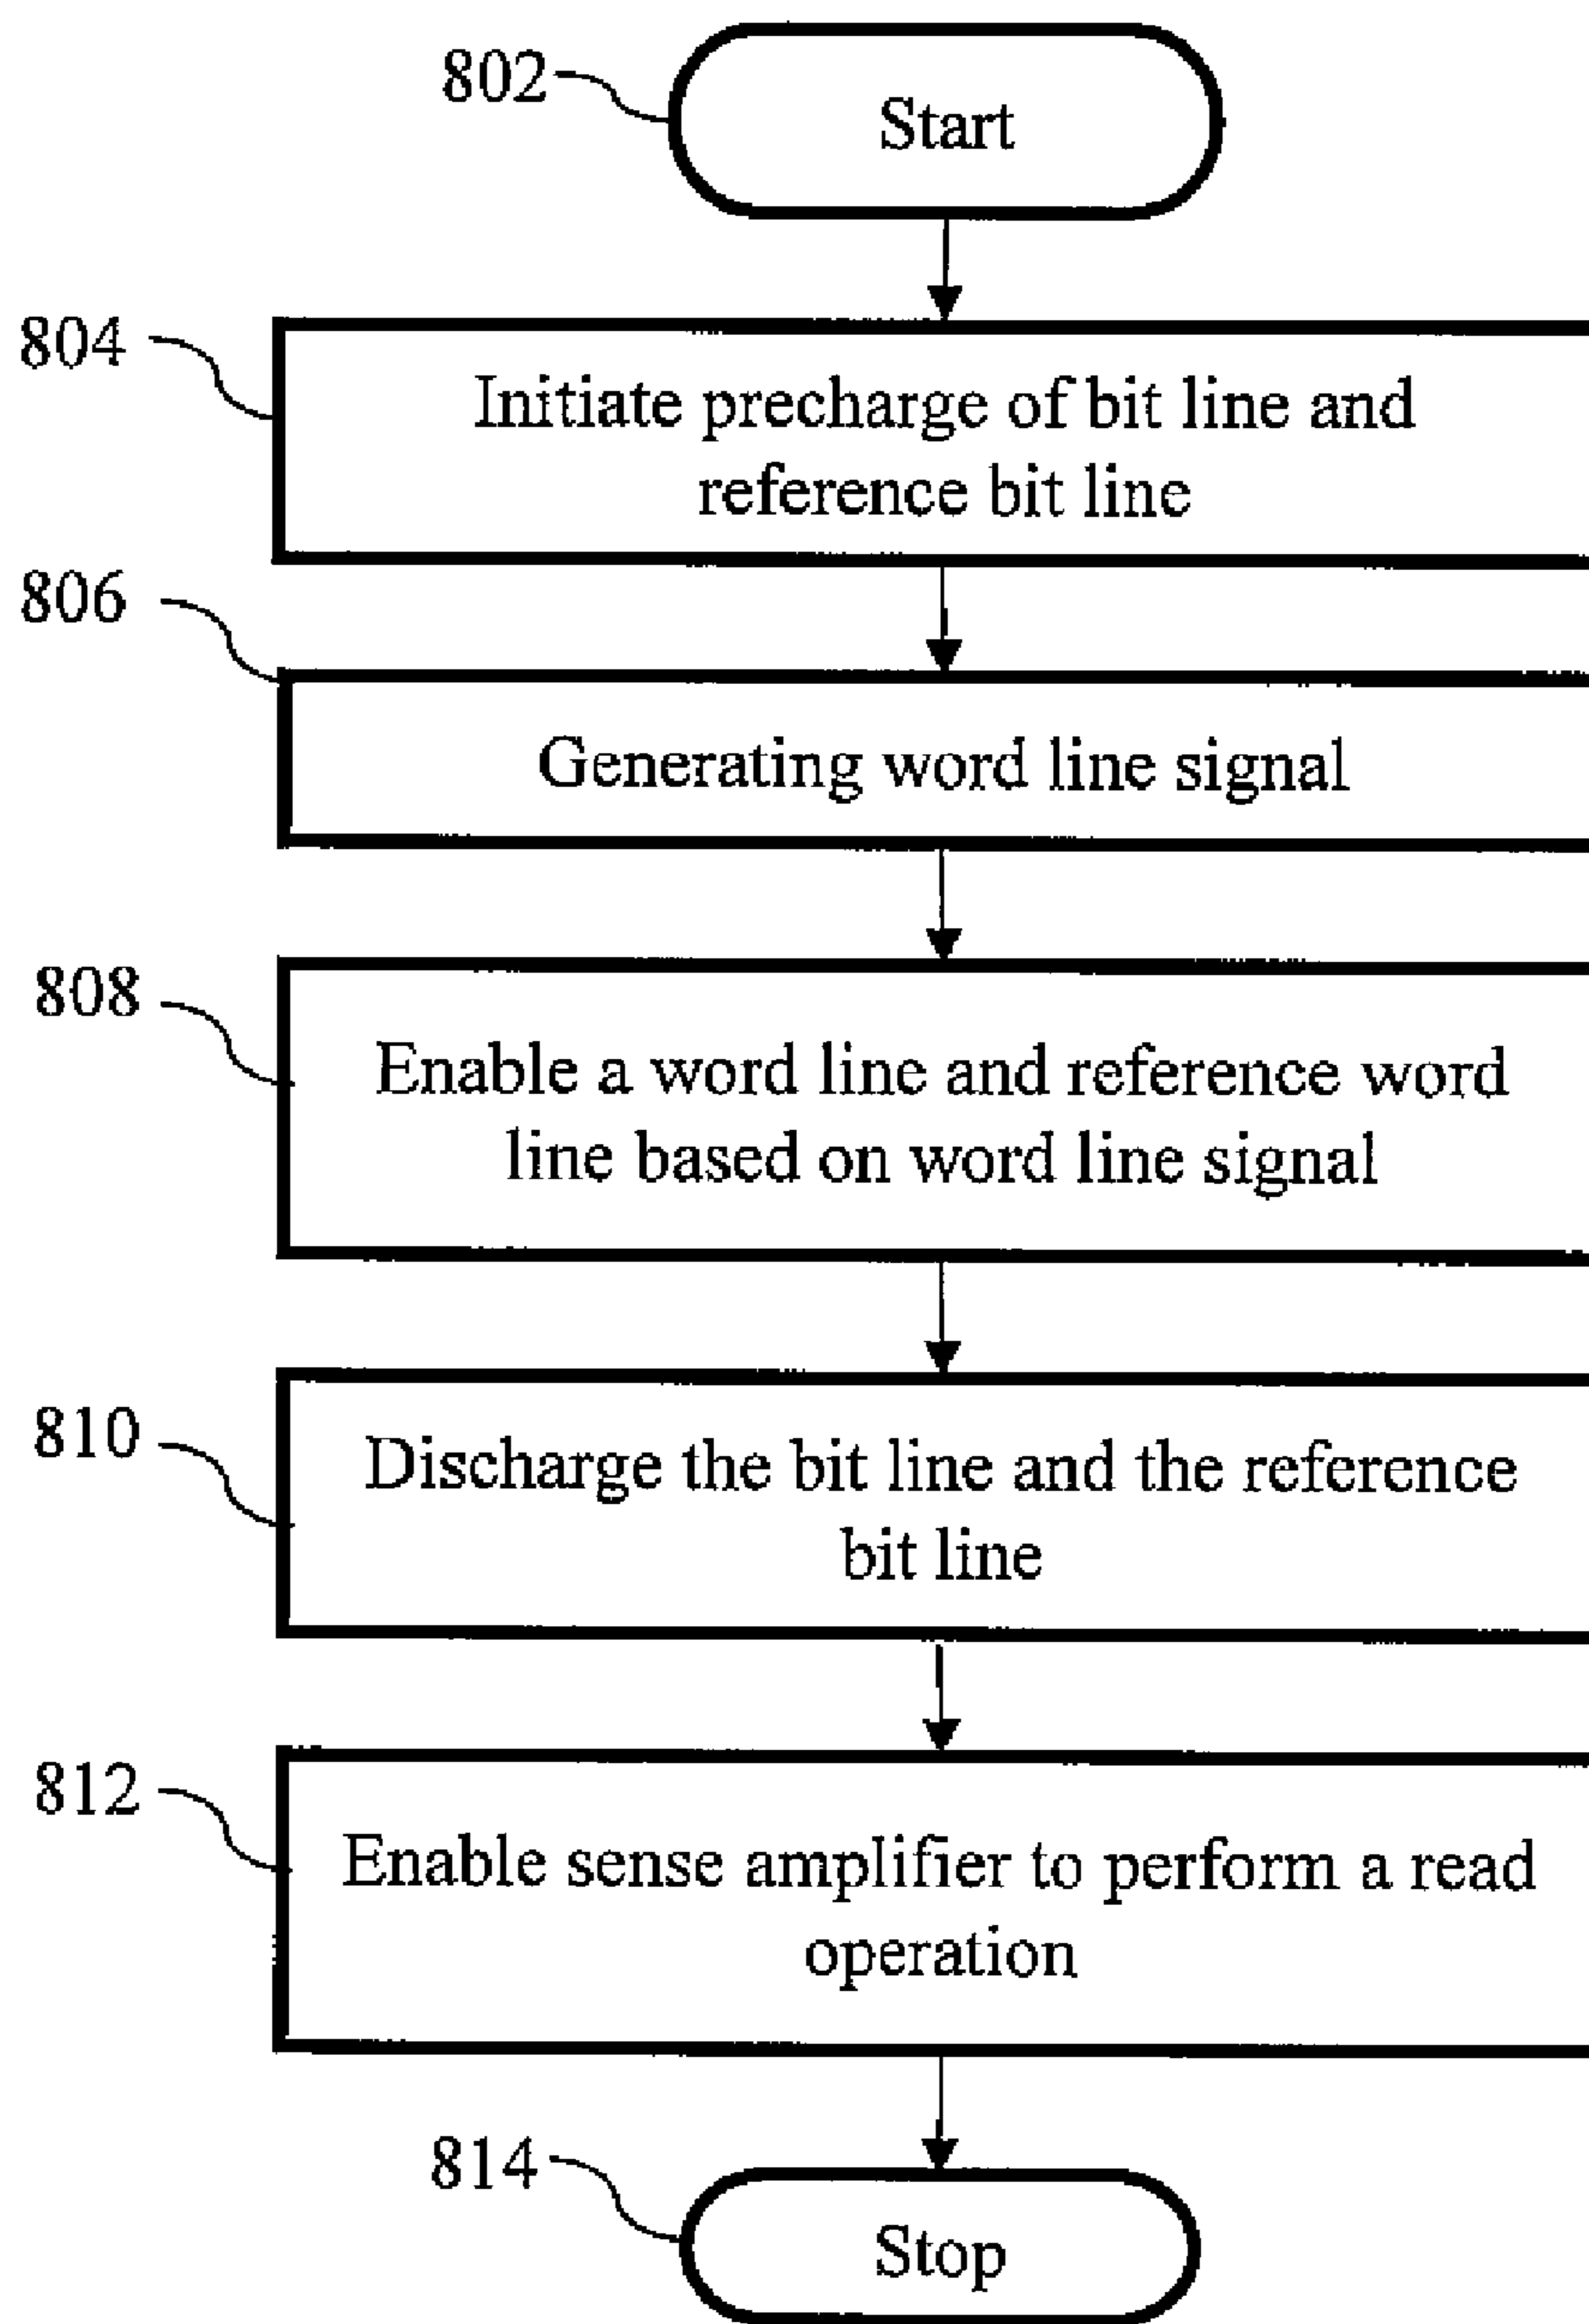 802
Start
804
Initiate precharge of bit line and
reference bit line
806
Generating word line signal
808
Enable a word line and reference word
line based on word line signal
810
Discharge the bit line and the reference
bit line
812
Enable sense amplifier to perform a read
operation
814
Stop